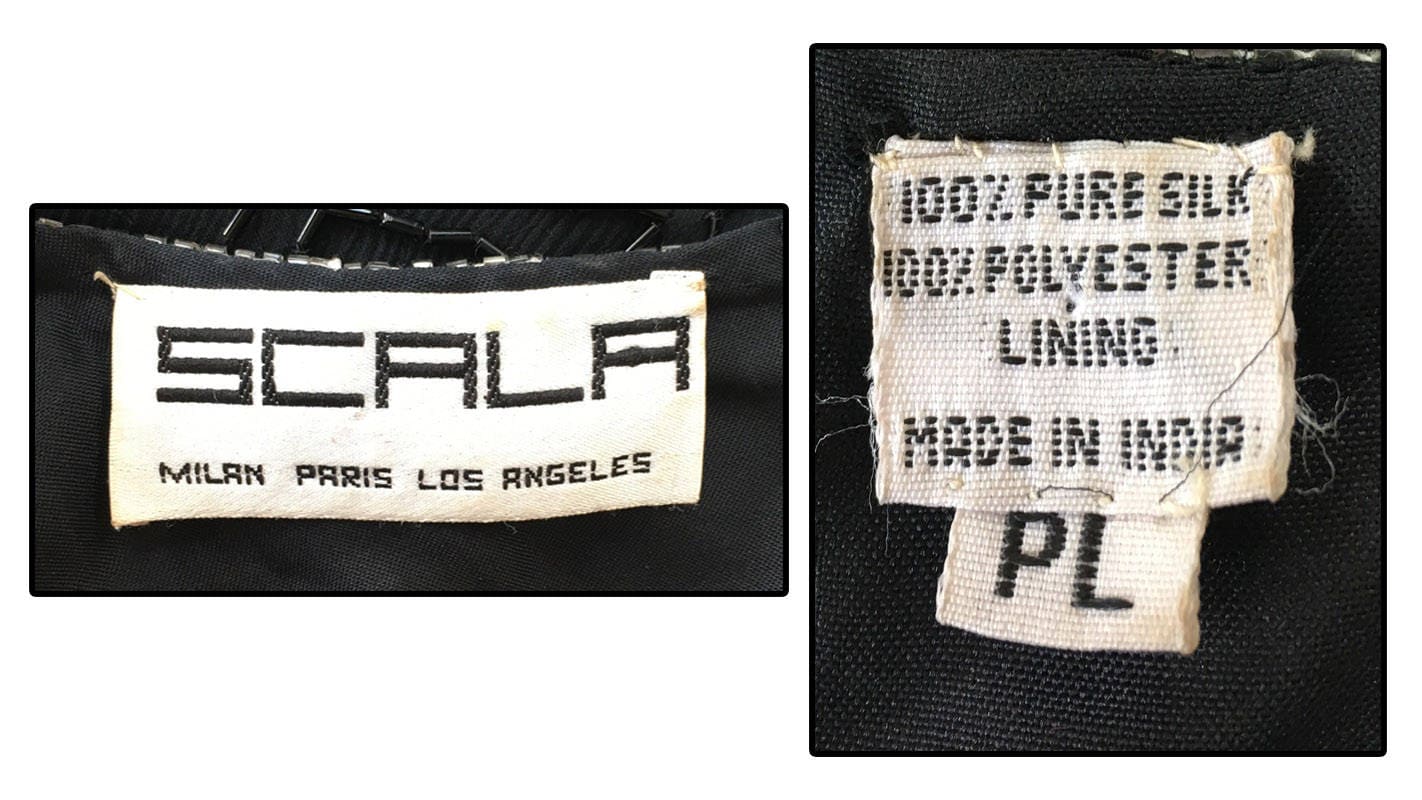 SCALA
MILAN PARIS LOS ANGELES
100% PURE SILK
100% POLYESTER
LINING
MADE IN INDIA
PL